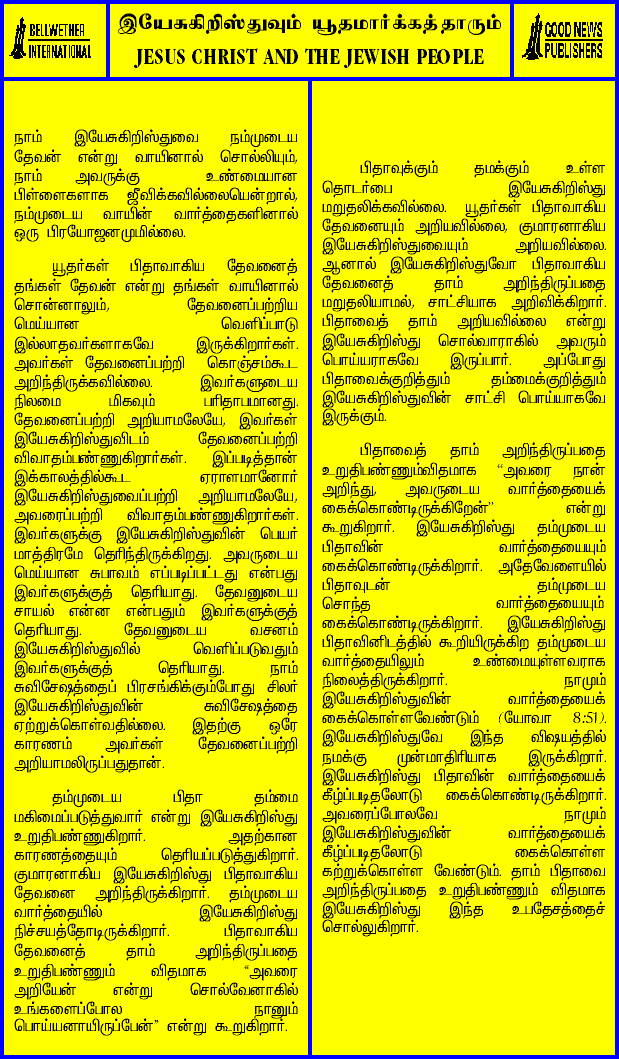 BELLWETHER
INTERNATIONAL
இயேசுகிறிஸ்துவும் யூதமார்க்கத்தாரும்
JESUS CHRIST AND THE JEWISH PEOPLE
GOOD NEWS
PUBLISHERS
நாம் இயேசுகிறிஸ்துவை நம்முடைய
தேவன் என்று வாயினால் சொல்லியும்,
நாம் அவருக்கு உண்மையான
பிள்ளைகளாக ஜீவிக்கவில்லையென்றால்,
நம்முடைய வாயின் வார்த்தைகளினால்
ஒரு பிரயோஜனமுமில்லை.
யூதர்கள் பிதாவாகிய தேவனைத்
தங்கள் தேவன் என்று தங்கள் வாயினால்
சொன்னாலும், தேவனைப்பற்றிய
மெய்யான வெளிப்பாடு
இல்லாதவர்களாகவே இருக்கிறார்கள்.
அவர்கள் தேவனைப்பற்றி கொஞ்சம்கூட
அறிந்திருக்கவில்லை. இவர்களுடைய
நிலமை மிகவும் பரிதாபமானது.
தேவனைப்பற்றி அறியாமலேயே, இவர்கள்
இயேசுகிறிஸ்துவிடம் தேவனைப்பற்றி
விவாதம்பண்ணுகிறார்கள். இப்படித்தான்
இக்காலத்தில்கூட ஏராளமானோர்
இயேசுகிறிஸ்துவைப்பற்றி அறியாமலேயே,
அவரைப்பற்றி விவாதம்பண்ணுகிறார்கள்.
இவர்களுக்கு இயேசுகிறிஸ்துவின் பெயர்
மாத்திரமே தெரிந்திருக்கிறது. அவருடைய
மெய்யான சுபாவம் எப்படிப்பட்டது என்பது
இவர்களுக்குத் தெரியாது. தேவனுடைய
சாயல் என்ன என்பதும் இவர்களுக்குத்
தெரியாது. தேவனுடைய வசனம்
இயேசுகிறிஸ்துவில் வெளிப்படுவதும்
இவர்களுக்குத் தெரியாது. நாம்
சுவிசேஷத்தைப் பிரசங்கிக்கும்போது சிலர்
இயேசுகிறிஸ்துவின் சுவிசேஷத்தை
ஏற்றுக்கொள்வதில்லை. இதற்கு ஒரே
காரணம் அவர்கள் தேவனைப்பற்றி
அறியாமலிருப்பதுதான்.
தம்முடைய பிதா தம்மை
மகிமைப்படுத்துவார் என்று இயேசுகிறிஸ்து
உறுதிபண்ணுகிறார். அதற்கான
காரணத்தையும் தெரியப்படுத்துகிறார்.
குமாரனாகிய இயேசுகிறிஸ்து பிதாவாகிய
தேவனை அறிந்திருக்கிறார். தம்முடைய
வார்த்தையில் இயேசுகிறிஸ்து
நிச்சயத்தோடிருக்கிறார். பிதாவாகிய
தேவனைத் தாம் அறிந்திருப்பதை
உறுதிபண்ணும் விதமாக “அவரை
அறியேன் என்று சொல்வேனாகில்
உங்களைப்போல நானும்
பொய்யனாயிருப்பேன்” என்று கூறுகிறார்.
பிதாவுக்கும் தமக்கும் உள்ள
தொடர்பை இயேசுகிறிஸ்து
மறுதலிக்கவில்லை. யூதர்கள் பிதாவாகிய
தேவனையும் அறியவில்லை, குமாரனாகிய
இயேசுகிறிஸ்துவையும் அறியவில்லை.
ஆனால் இயேசுகிறிஸ்துவோ பிதாவாகிய
தேவனைத் தாம் அறிந்திருப்பதை
மறுதலியாமல், சாட்சியாக அறிவிக்கிறார்.
பிதாவைத் தாம் அறியவில்லை என்று
இயேசுகிறிஸ்து சொல்வாராகில் அவரும்
பொய்யராகவே இருப்பார். அப்போது
பிதாவைக்குறித்தும் தம்மைக்குறித்தும்
இயேசுகிறிஸ்துவின் சாட்சி பொய்யாகவே
இருக்கும்.
பிதாவைத் தாம் அறிந்திருப்பதை
உறுதிபண்ணும்விதமாக “அவரை நான்
அறிந்து, அவருடைய வார்த்தையைக்
கைக்கொண்டிருக்கிறேன்” என்று
கூறுகிறார். இயேசுகிறிஸ்து தம்முடைய
பிதாவின் வார்த்தையையும்
கைக்கொண்டிருக்கிறார். அதேவேளையில்
பிதாவுடன் தம்முடைய
சொந்த வார்த்தையையும்
கைக்கொண்டிருக்கிறார். இயேசுகிறிஸ்து
பிதாவினிடத்தில் கூறியிருக்கிற தம்முடைய
வார்த்தையிலும் உண்மையுள்ளவராக
நிலைத்திருக்கிறார். நாமும்
இயேசுகிறிஸ்துவின் வார்த்தையைக்
கைக்கொள்ளவேண்டும் (யோவா 8:51).
இயேசுகிறிஸ்துவே இந்த விஷயத்தில்
நமக்கு முன்மாதிரியாக இருக்கிறார்.
இயேசுகிறிஸ்து பிதாவின் வார்த்தையைக்
கீழ்ப்படிதலோடு கைக்கொண்டிருக்கிறார்.
அவரைப்போலவே நாமும்
இயேசுகிறிஸ்துவின் வார்த்தையைக்
கீழ்ப்படிதலோடு கைக்கொள்ள
கற்றுக்கொள்ள வேண்டும். தாம் பிதாவை
அறிந்திருப்பதை உறுதிபண்ணும் விதமாக
இயேசுகிறிஸ்து இந்த உபதேசத்தைச்
சொல்லுகிறார்.